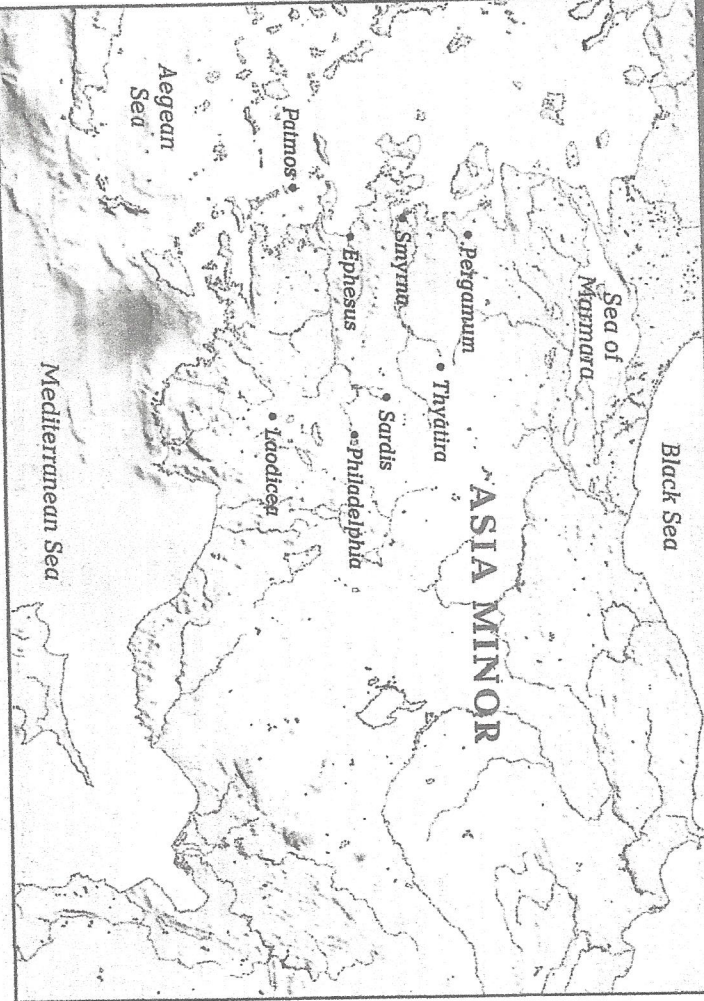 Black Sea
Sea of
Marmara
ASIA MINOR
Pergamum
Thyatira
Smyrna
Sardis
Ephesus
Philadelphia
Patmos
Laodicea
Aegean
Sea
Mediterranean Sea